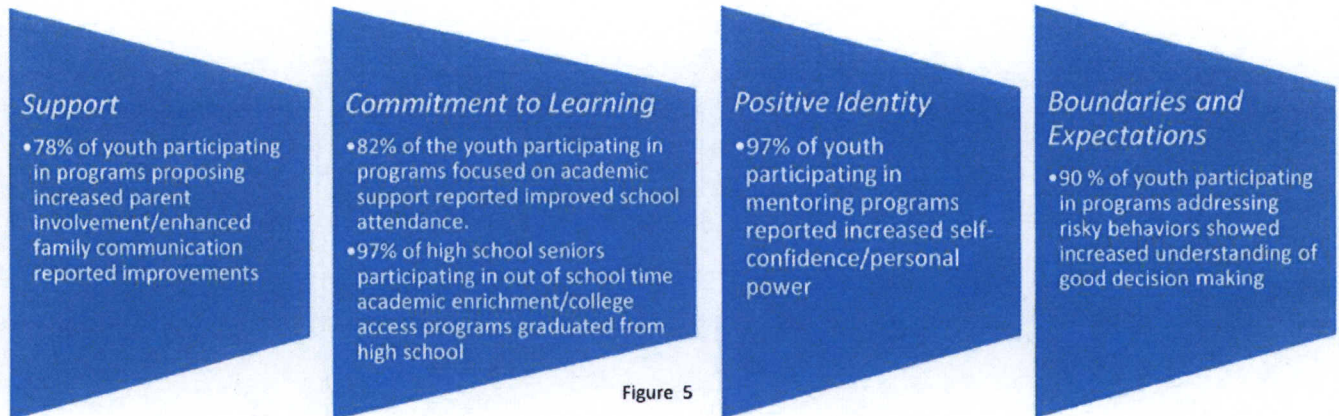 Support
•78% of youth participating
in programs proposing
increased parent
involvement/enhanced
family communication
reported improvements
Commitment to Learning
•82% of the youth participating in
programs focused on academic
support reported improved school
attendance.
•97% of high school seniors
participating in out of school time
academic enrichment/college
access programs graduated from
high school
Positive Identity
•97% of youth
participating in
mentoring programs
reported increased self-
confidence/personal
power
Boundaries and
Expectations
•90 % of youth participating
in programs addressing
risky behaviors showed
increased understanding of
good decision making
Figure 5